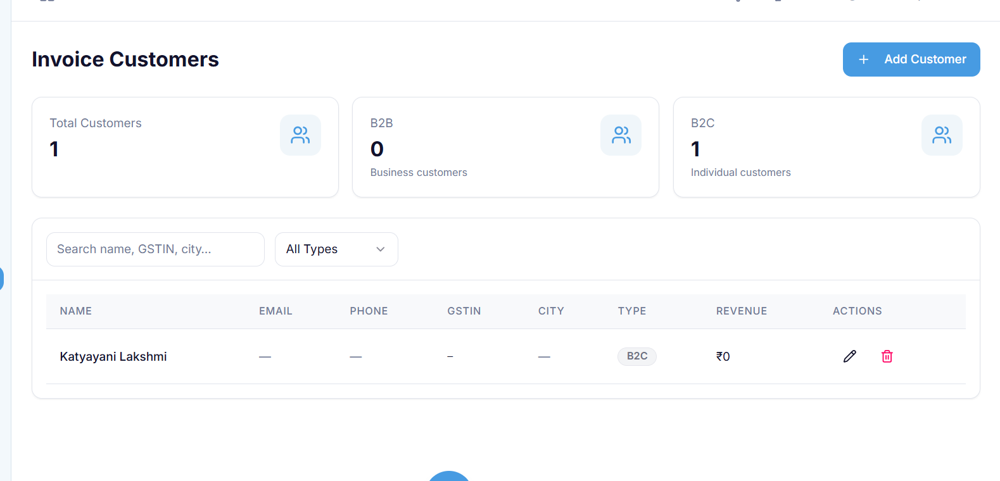 Invoice Customers
+ Add Customer
Total Customers
1
B2B
0
Business customers
B2C
1
Individual customers
Search name, GSTIN, city...
All Types
NAME EMAIL PHONE GSTIN CITY TYPE REVENUE ACTIONS
Katyayani Lakshmi — — – — B2C ₹0